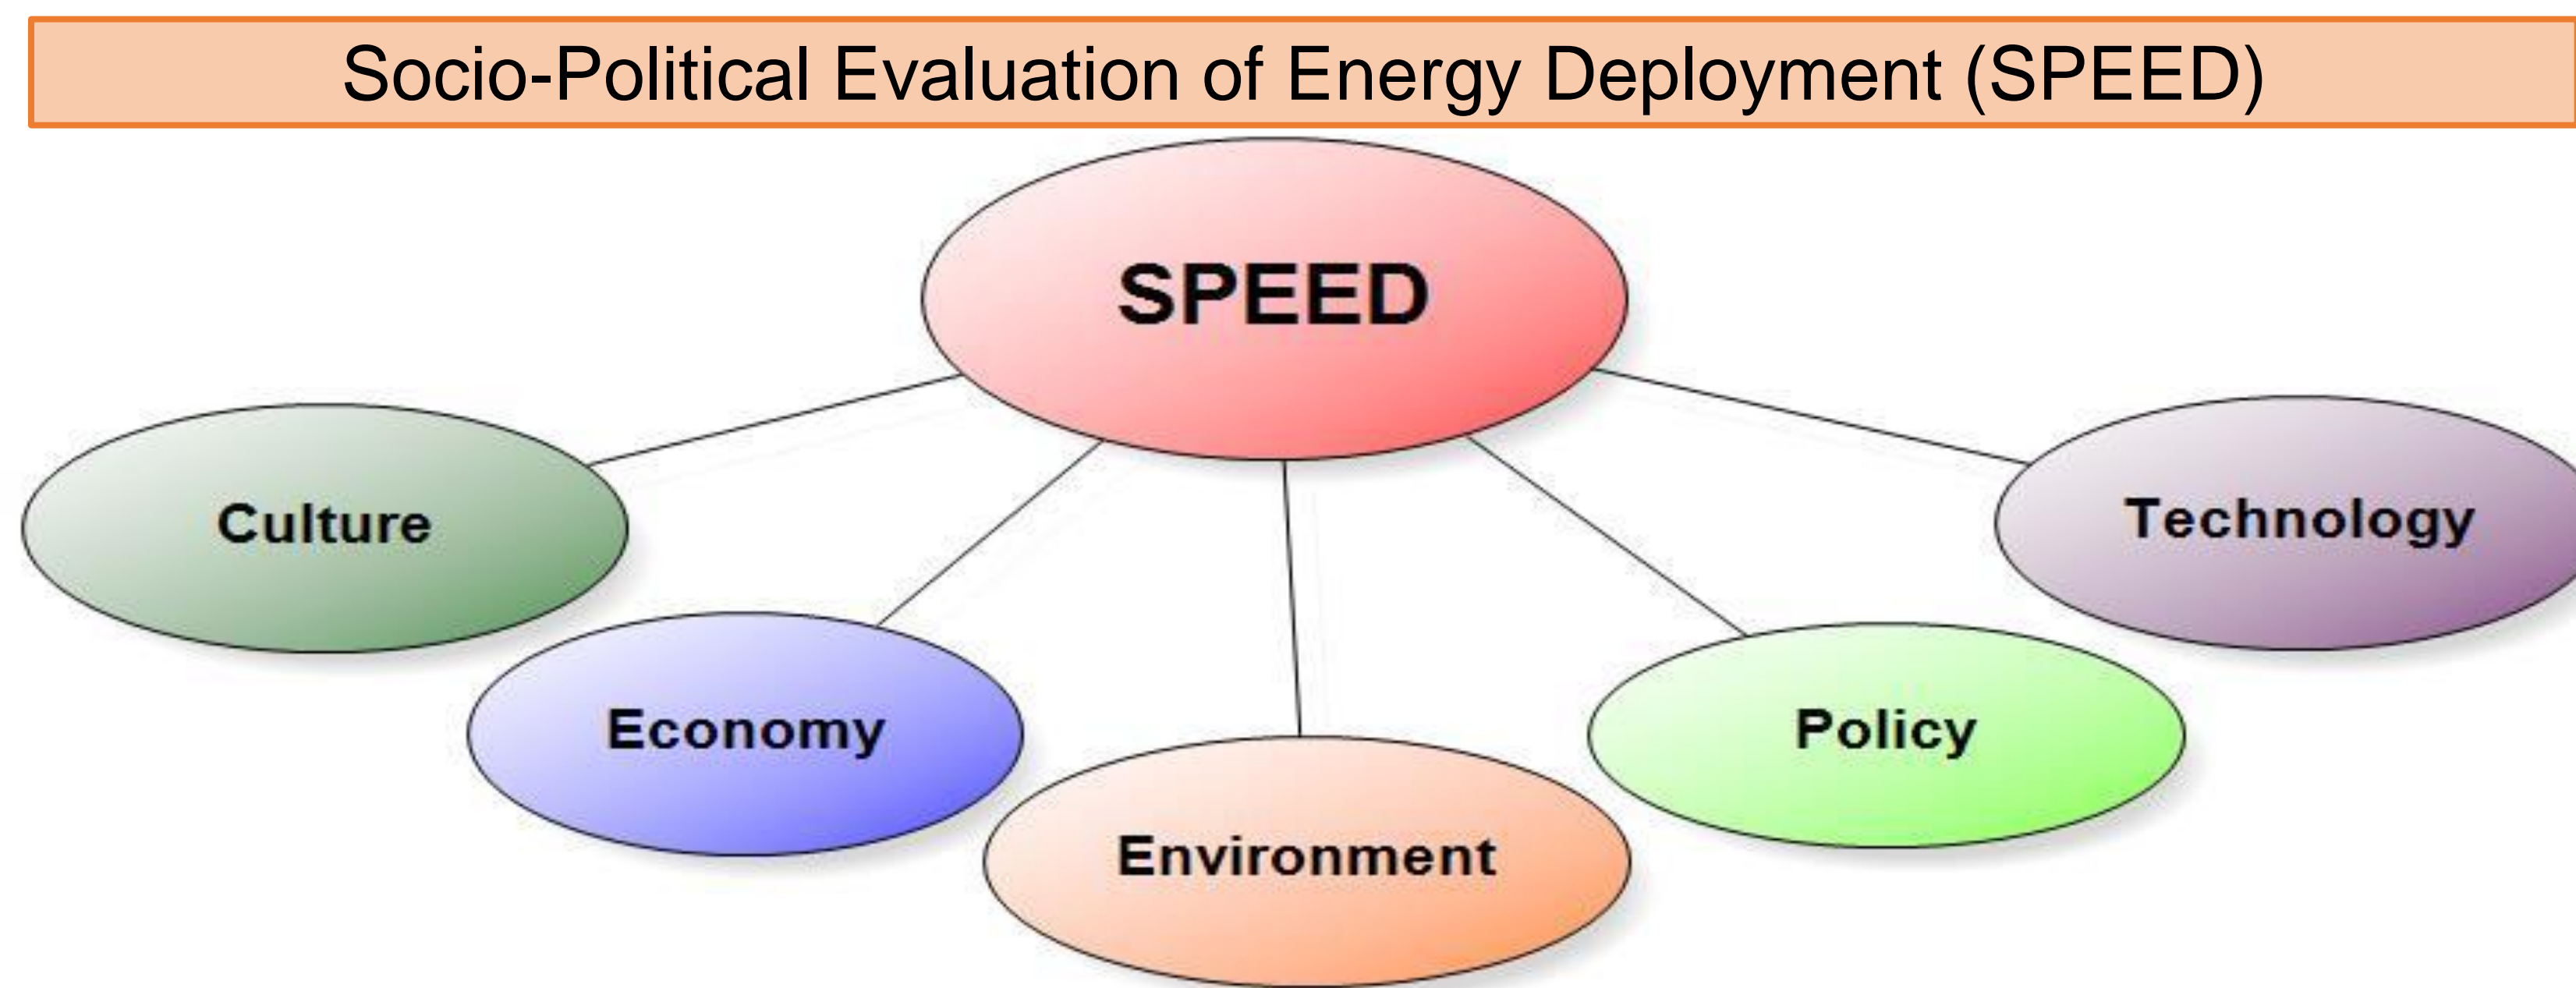 Socio-Political Evaluation of Energy Deployment (SPEED)
SPEED
Culture
Economy
Environment
Policy
Technology